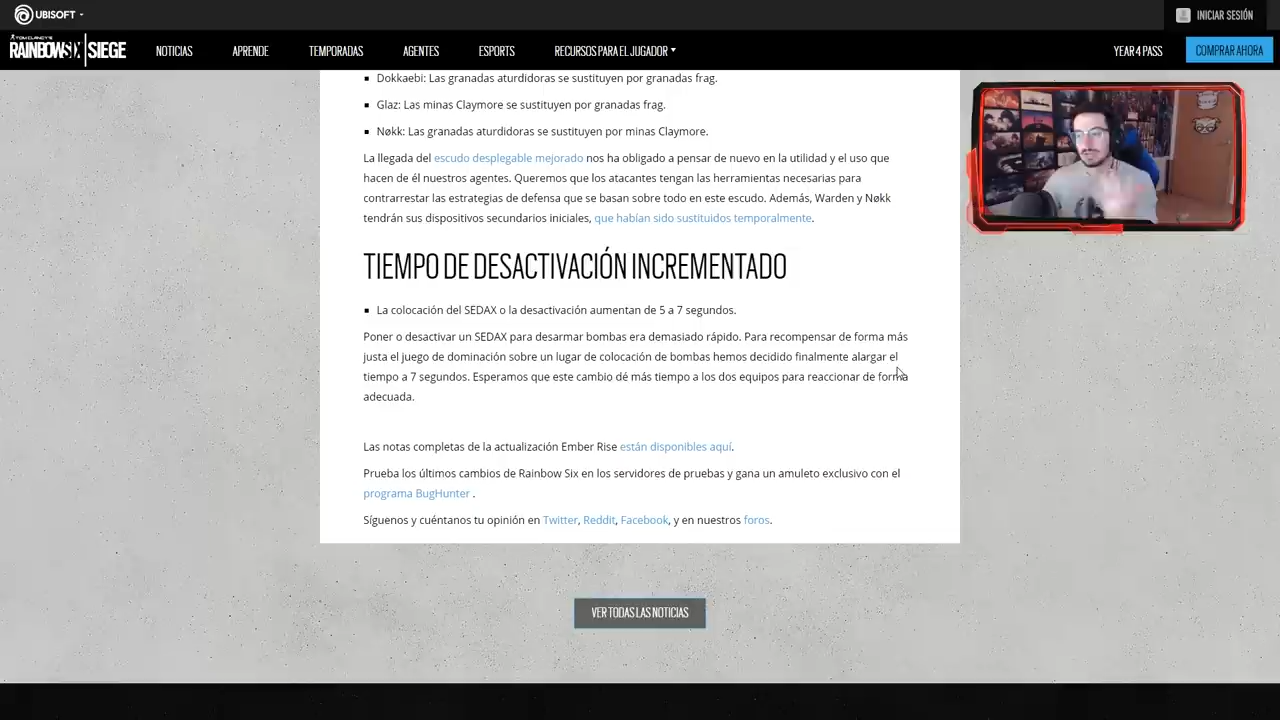 UBISOFT
INICIAR SESIÓN
TOM CLANCY'S
RAINBOWSIX | SIEGE
NOTICIAS
APRENDE
TEMPORADAS
AGENTES
ESPORTS
RECURSOS PARA EL JUGADOR
YEAR 4 PASS
COMPRAR AHORA
Dokkaebi: Las granadas aturdidoras se sustituyen por granadas frag.
Glaz: Las minas Claymore se sustituyen por granadas frag.
Nøkk: Las granadas aturdidoras se sustituyen por minas Claymore.
La llegada del escudo desplegable mejorado nos ha obligado a pensar de nuevo en la utilidad y el uso que
hacen de él nuestros agentes. Queremos que los atacantes tengan las herramientas necesarias para
contrarrestar las estrategias de defensa que se basan sobre todo en este escudo. Además, Warden y Nøkk
tendrán sus dispositivos secundarios iniciales, que habían sido sustituidos temporalmente.
TIEMPO DE DESACTIVACIÓN INCREMENTADO
La colocación del SEDAX o la desactivación aumentan de 5 a 7 segundos.
Poner o desactivar un SEDAX para desarmar bombas era demasiado rápido. Para recompensar de forma más
justa el juego de dominación sobre un lugar de colocación de bombas hemos decidido finalmente alargar el
tiempo a 7 segundos. Esperamos que este cambio dé más tiempo a los dos equipos para reaccionar de forma
adecuada.
Las notas completas de la actualización Ember Rise están disponibles aquí.
Prueba los últimos cambios de Rainbow Six en los servidores de pruebas y gana un amuleto exclusivo con el
programa BugHunter .
Síguenos y cuéntanos tu opinión en Twitter, Reddit, Facebook, y en nuestros foros.
VER TODAS LAS NOTICIAS